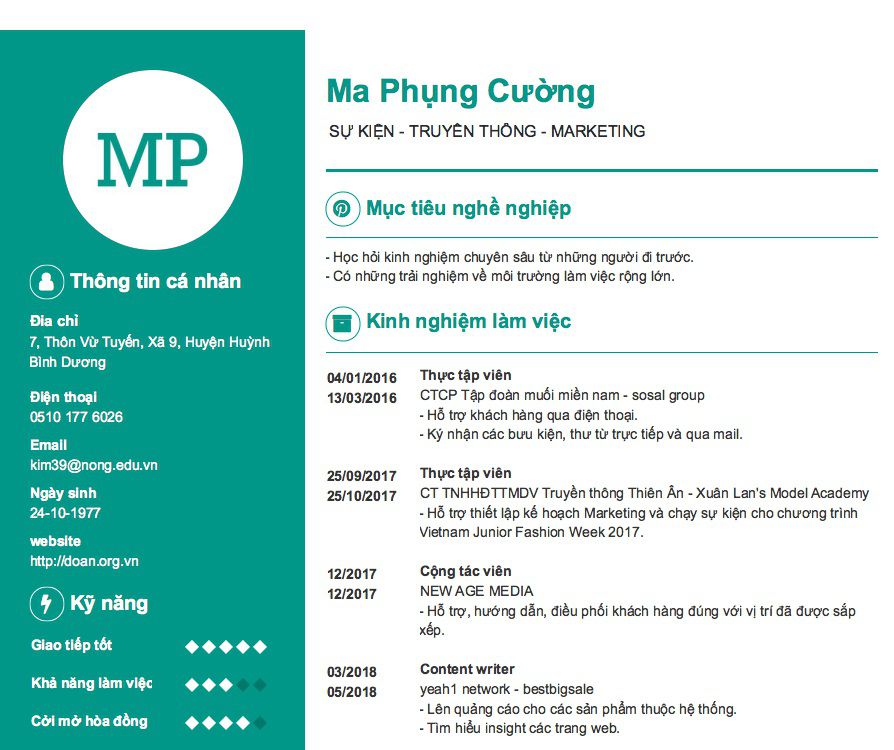 MP
Thông tin cá nhân
Địa chỉ
7, Thôn Vừ Tuyến, Xã 9, Huyện Huỳnh
Bình Dương
Điện thoại
0510 177 6026
Email
kim39@nong.edu.vn
Ngày sinh
24-10-1977
website
http://doan.org.vn
Kỹ năng
Giao tiếp tốt
Khả năng làm việc
Cởi mở hòa đồng
Ma Phụng Cường
SỰ KIỆN - TRUYỀN THÔNG - MARKETING
Mục tiêu nghề nghiệp
- Học hỏi kinh nghiệm chuyên sâu từ những người đi trước.
- Có những trải nghiệm về môi trường làm việc rộng lớn.
Kinh nghiệm làm việc
04/01/2016 Thực tập viên
13/03/2016 CTCP Tập đoàn muối miền nam - sosal group
- Hỗ trợ khách hàng qua điện thoại.
- Ký nhận các bưu kiện, thư từ trực tiếp và qua mail.
25/09/2017 Thực tập viên
25/10/2017 CT TNHHĐTTMDV Truyền thông Thiên Ân - Xuân Lan's Model Academy
- Hỗ trợ thiết lập kế hoạch Marketing và chạy sự kiện cho chương trình
Vietnam Junior Fashion Week 2017.
12/2017 Cộng tác viên
12/2017 NEW AGE MEDIA
- Hỗ trợ, hướng dẫn, điều phối khách hàng đúng với vị trí đã được sắp
xếp.
03/2018 Content writer
05/2018 yeah1 network - bestbigsale
- Lên quảng cáo cho các sản phẩm thuộc hệ thống.
- Tìm hiểu insight các trang web.